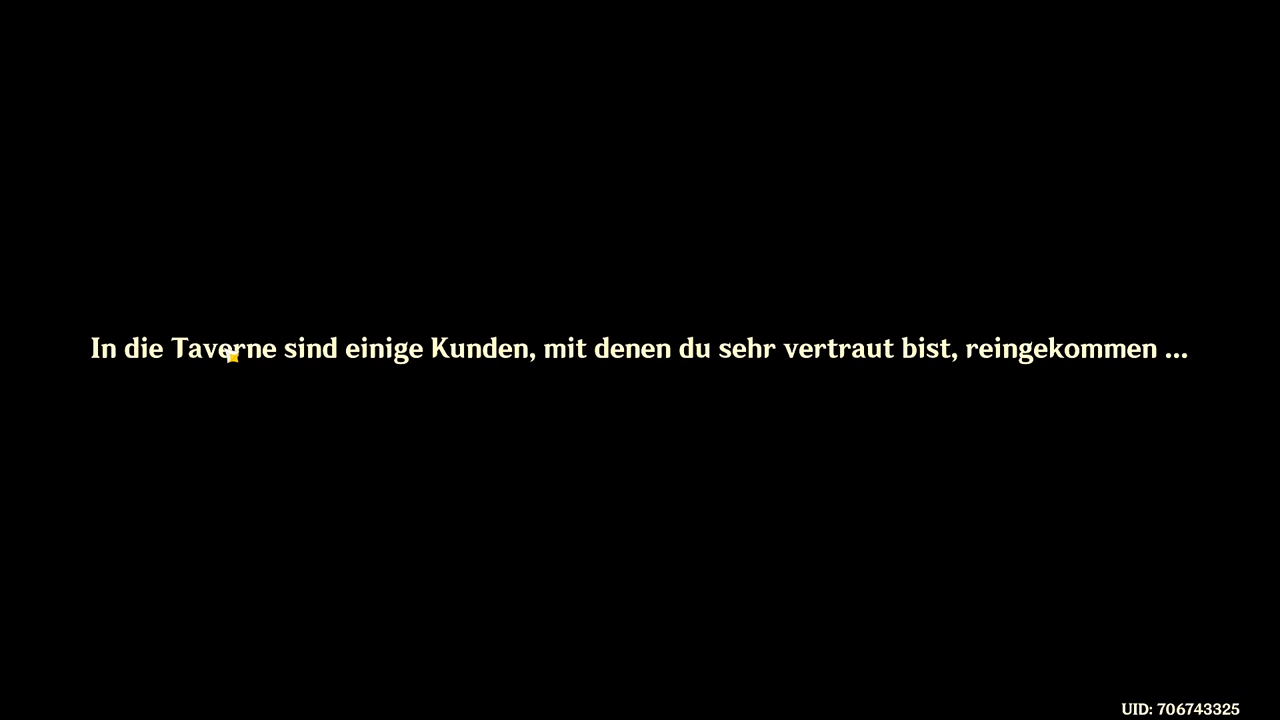 In die Taverne sind einige Kunden, mit denen du sehr vertraut bist, reingekommen ...
UID: 706743325